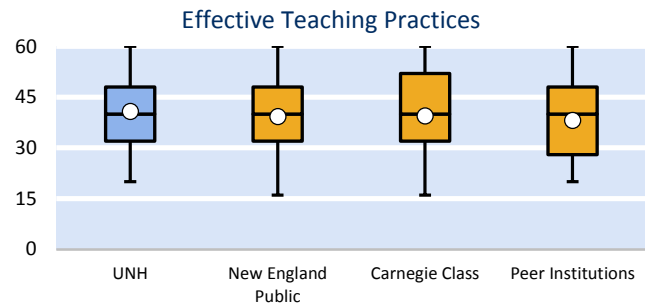 Effective Teaching Practices
60
45
30
15
0
UNH
New England
Public
Carnegie Class
Peer Institutions